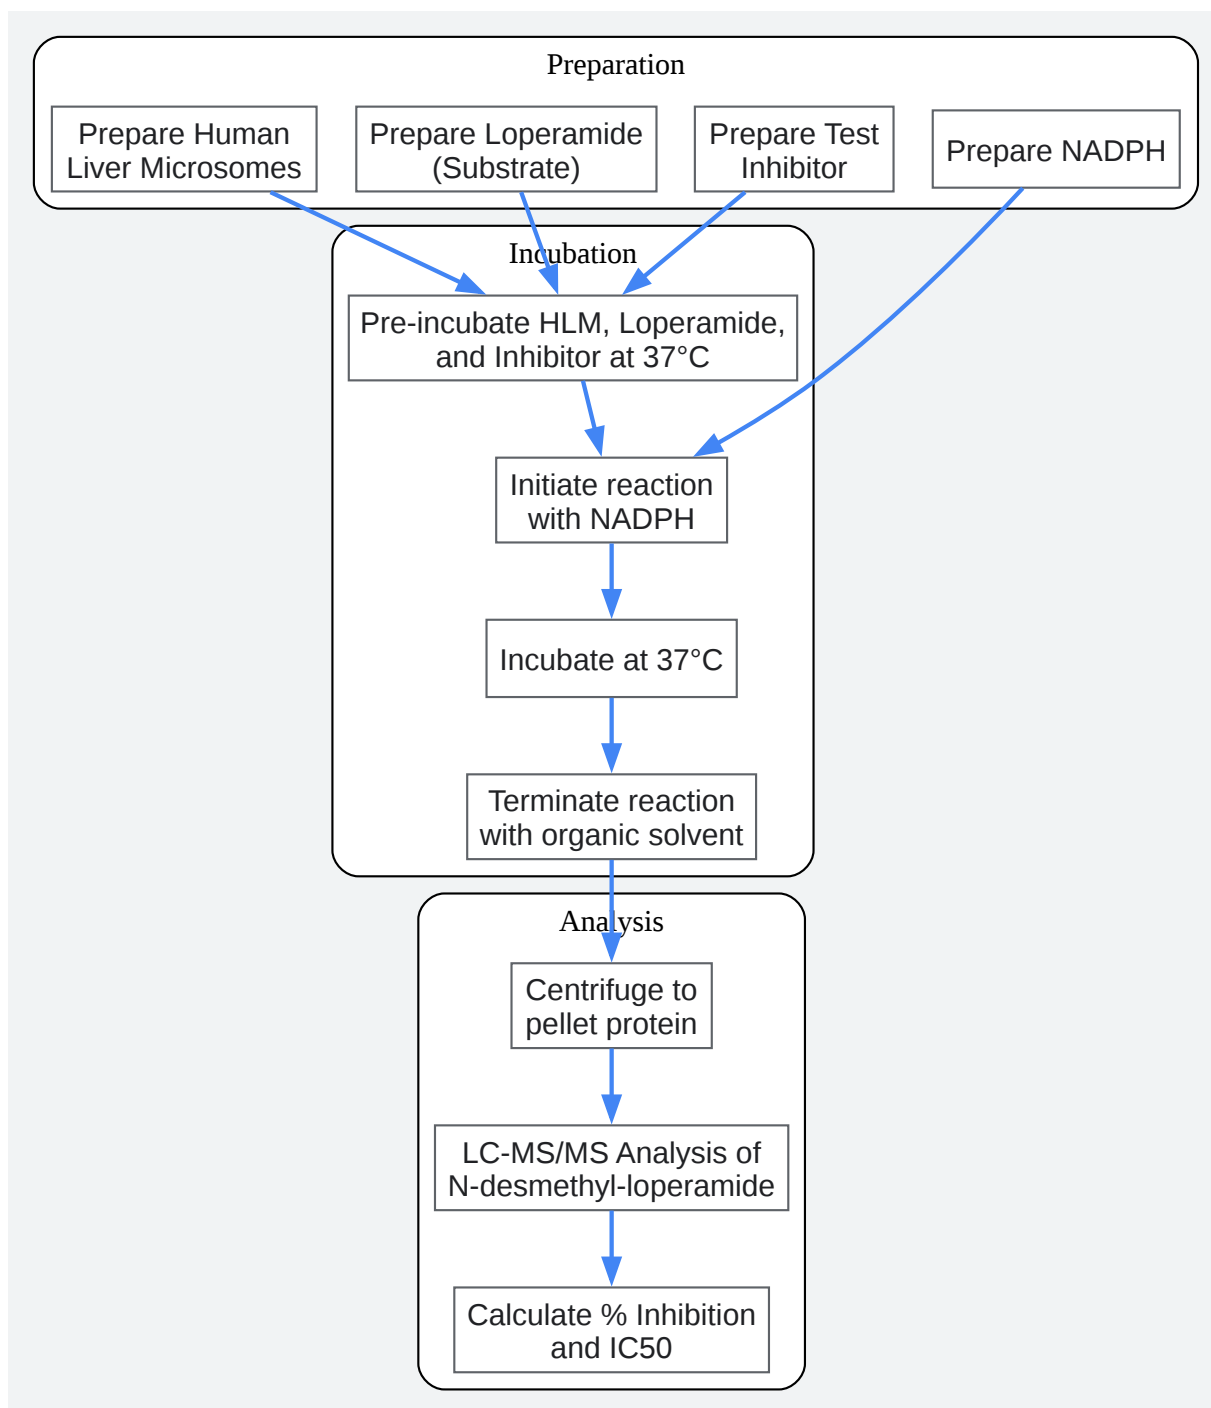 Preparation
Prepare Human
Liver Microsomes
Prepare Loperamide
(Substrate)
Prepare Test
Inhibitor
Prepare NADPH
Incubation
Pre-incubate HLM, Loperamide,
and Inhibitor at 37°C
Initiate reaction
with NADPH
Incubate at 37°C
Terminate reaction
with organic solvent
Analysis
Centrifuge to
pellet protein
LC-MS/MS Analysis of
N-desmethyl-loperamide
Calculate % Inhibition
and IC50